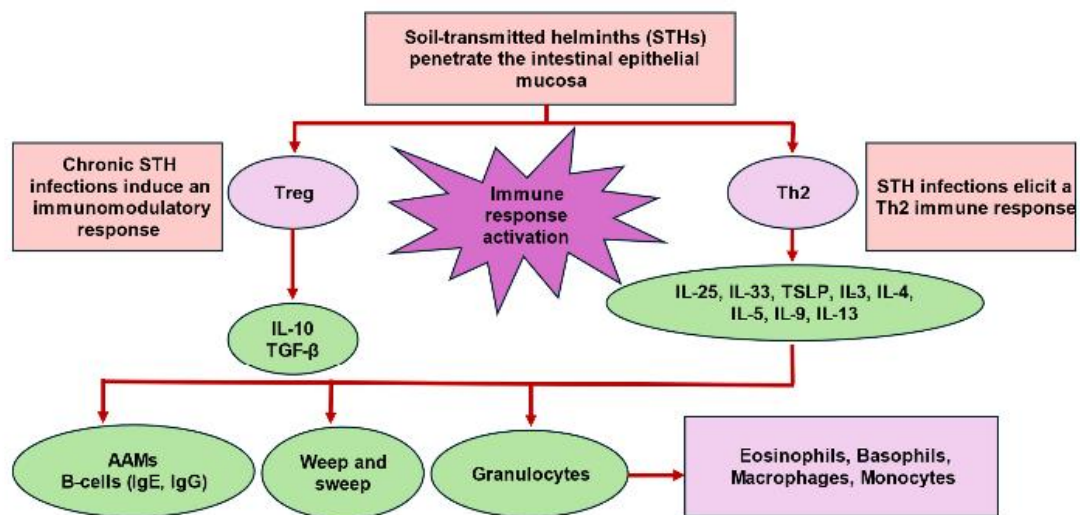 Soil-transmitted helminths (STHs)
penetrate the intestinal epithelial
mucosa
Chronic STH
infections induce an
immunomodulatory
response
Treg
Immune
response
activation
Th2
STH infections elicit a
Th2 immune response
IL-10
TGF-β
IL-25, IL-33, TSLP, IL-3, IL-4,
IL-5, IL-9, IL-13
AAMs
B-cells (IgE, IgG)
Weep and
sweep
Granulocytes
Eosinophils, Basophils,
Macrophages, Monocytes